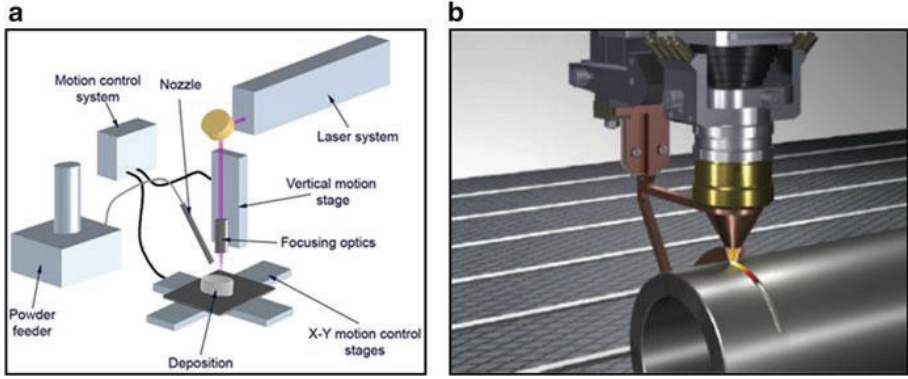 a
b
Motion control
system
Nozzle
Laser system
Vertical motion
stage
Focusing optics
Powder
feeder
X-Y motion control
stages
Deposition